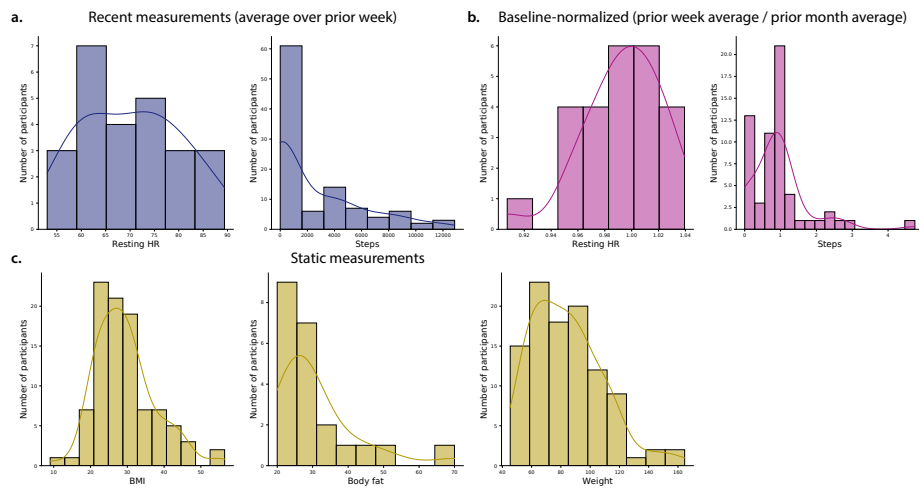 a. Recent measurements (average over prior week)
b. Baseline-normalized (prior week average / prior month average)
Number of participants
7
6
5
4
3
2
1
0
55 60 65 70 75 80 85 90
Resting HR
Number of participants
60
50
40
30
20
10
0
0 2000 4000 6000 8000 10000 12000
Steps
Number of participants
6
5
4
3
2
1
0
0.92 0.94 0.96 0.98 1.00 1.02 1.04
Resting HR
Number of participants
20.0
17.5
15.0
12.5
10.0
7.5
5.0
2.5
0.0
0 1 2 3 4
Steps
c. Static measurements
Number of participants
20
15
10
5
0
10 20 30 40 50
BMI
Number of participants
8
6
4
2
0
20 30 40 50 60 70
Body fat
Number of participants
20
15
10
5
0
40 60 80 100 120 140 160
Weight